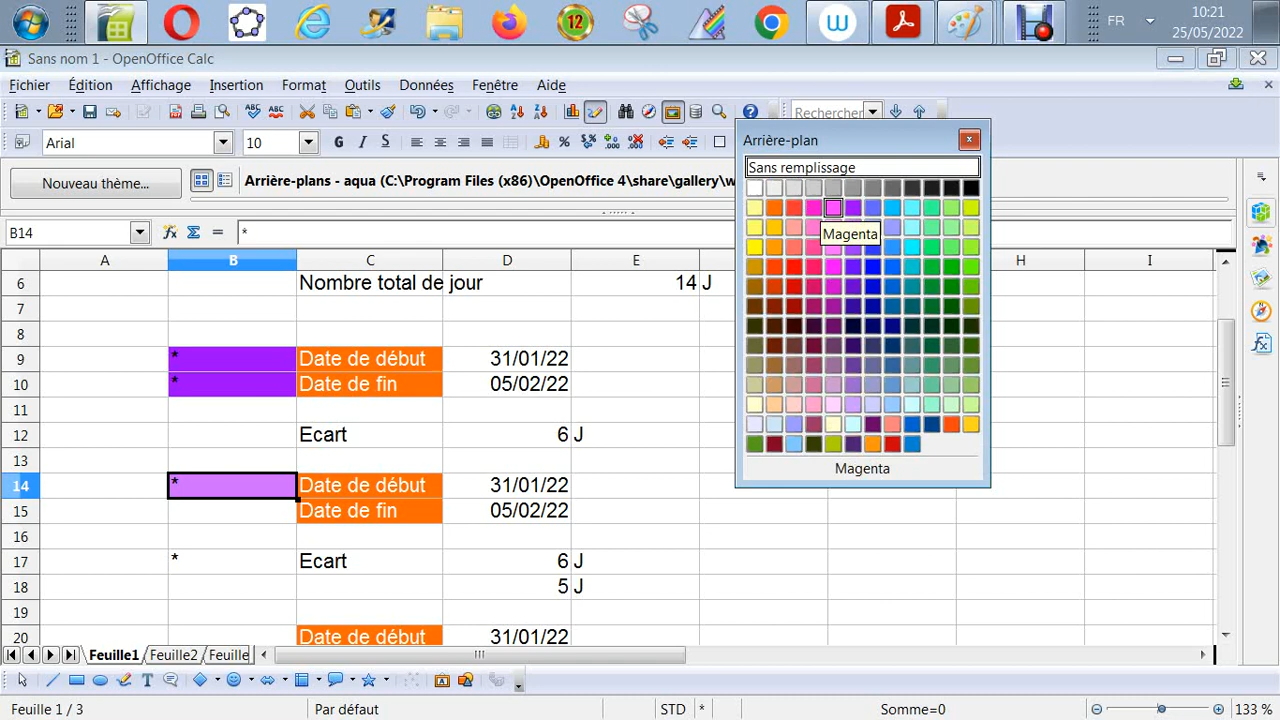 12
W
FR
10:21
25/05/2022
Sans nom 1 - OpenOffice Calc
Fichier Édition Affichage Insertion Format Outils Données Fenêtre Aide
Rechercher
Arial 10 G I S
Nouveau thème... Arrière-plans - aqua (C:\Program Files (x86)\OpenOffice 4\share\gallery\w
Arrière-plan
Sans remplissage
Magenta
Magenta
B14 *
A B C D E H I
6 Nombre total de jour 14 J
7
8
9 * Date de début 31/01/22
10 * Date de fin 05/02/22
11
12 Ecart 6 J
13
14 * Date de début 31/01/22
15 Date de fin 05/02/22
16
17 * Ecart 6 J
18 5 J
19
20 Date de début 31/01/22
Feuille1 Feuille2 Feuille
Feuille 1 / 3 Par défaut STD * Somme=0 133 %